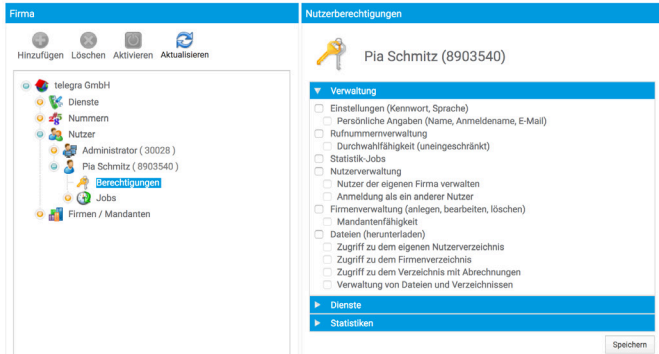 Firma
Hinzufügen Löschen Aktivieren Aktualisieren
telegra GmbH
Dienste
Nummern
Nutzer
Administrator ( 30028 )
Pia Schmitz ( 8903540 )
Berechtigungen
Jobs
Firmen / Mandanten
Nutzerberechtigungen
Pia Schmitz (8903540)
Verwaltung
Einstellungen (Kennwort, Sprache)
Persönliche Angaben (Name, Anmeldename, E-Mail)
Rufnummernverwaltung
Durchwahlfähigkeit (uneingeschränkt)
Statistik-Jobs
Nutzerverwaltung
Nutzer der eigenen Firma verwalten
Anmeldung als ein anderer Nutzer
Firmenverwaltung (anlegen, bearbeiten, löschen)
Mandantenfähigkeit
Dateien (herunterladen)
Zugriff zu dem eigenen Nutzerverzeichnis
Zugriff zu dem Firmenverzeichnis
Zugriff zu dem Verzeichnis mit Abrechnungen
Verwaltung von Dateien und Verzeichnissen
Dienste
Statistiken
Speichern